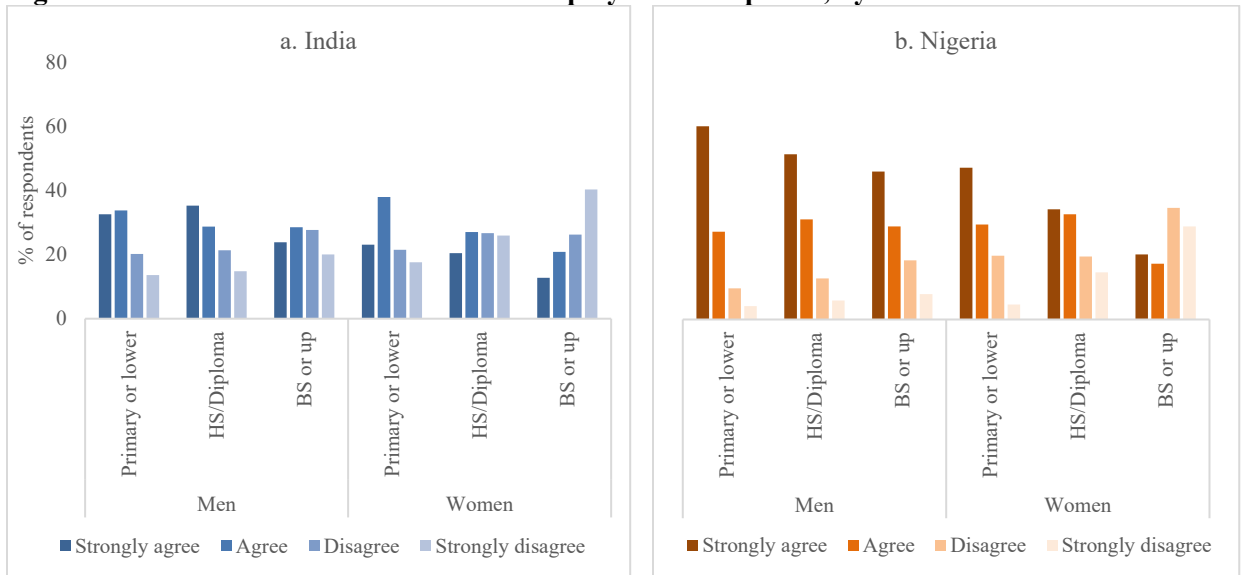 a. India
80
60
40
20
0
% of respondents
Primary or lower
HS/Diploma
BS or up
Primary or lower
HS/Diploma
BS or up
Men
Women
Strongly agree
Agree
Disagree
Strongly disagree
b. Nigeria
Primary or lower
HS/Diploma
BS or up
Primary or lower
HS/Diploma
BS or up
Men
Women
Strongly agree
Agree
Disagree
Strongly disagree